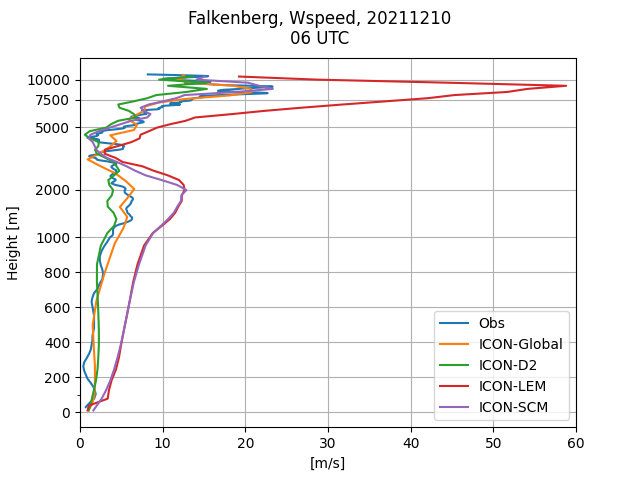 Falkenberg, Wspeed, 20211210
06 UTC
Height [m]
10000
7500
5000
2000
1000
800
600
400
200
0
0 10 20 30 40 50 60
[m/s]
Obs
ICON-Global
ICON-D2
ICON-LEM
ICON-SCM